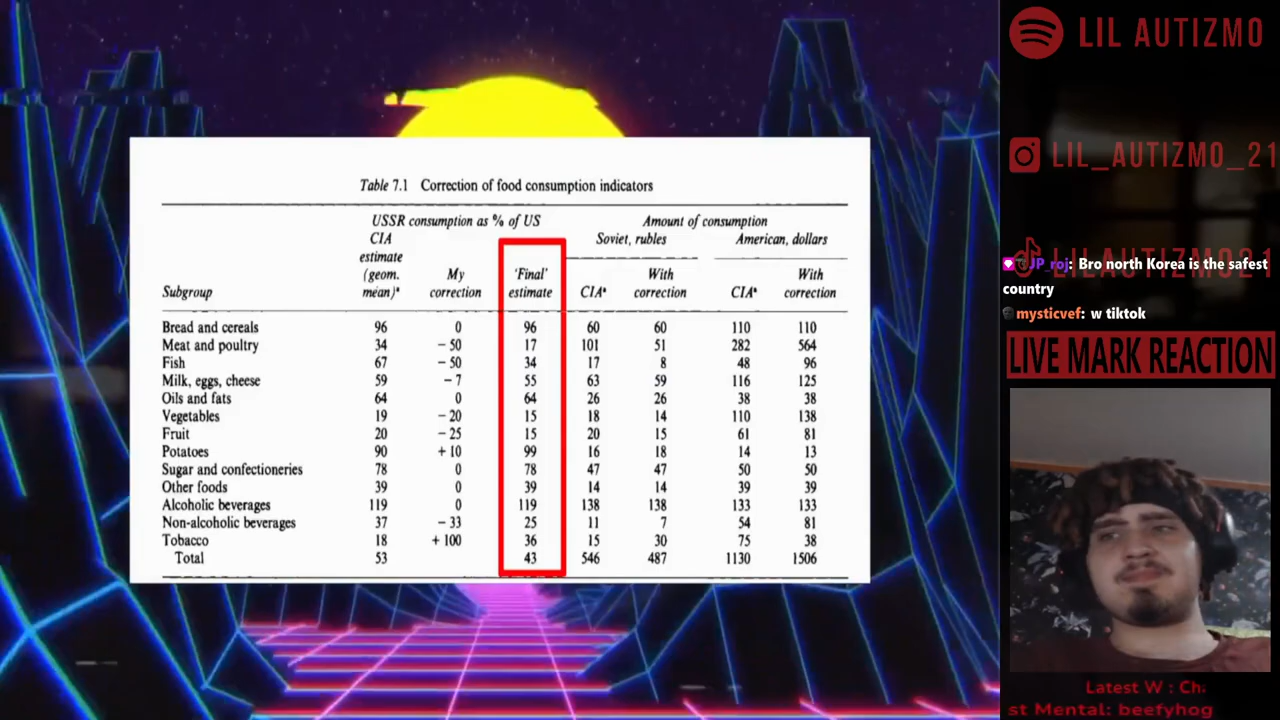 Table 7.1 Correction of food consumption indicators
USSR consumption as % of US Amount of consumption
CIA Soviet, rubles American, dollars
estimate
(geom. My 'Final' With With
Subgroup mean)ᵃ correction estimate CIAᵃ correction CIAᵃ correction
Bread and cereals 96 0 96 60 60 110 110
Meat and poultry 34 −50 17 101 51 282 564
Fish 67 −50 34 17 8 48 96
Milk, eggs, cheese 59 −7 55 63 59 116 125
Oils and fats 64 0 64 26 26 38 38
Vegetables 19 −20 15 18 14 110 138
Fruit 20 −25 15 20 15 61 81
Potatoes 90 +10 99 16 18 14 13
Sugar and confectioneries 78 0 78 47 47 50 50
Other foods 39 0 39 14 14 39 39
Alcoholic beverages 119 0 119 138 138 133 133
Non-alcoholic beverages 37 −33 25 11 7 54 81
Tobacco 18 +100 36 15 30 75 38
Total 53 43 546 487 1130 1506
LIL AUTIZMO
LIL_AUTIZMO_21
LIL AUTIZMO21
JP_roj: Bro north Korea is the safest
country
mysticvef: w tiktok
LIVE MARK REACTION
Latest W : Ch
st Mental: beefyhog